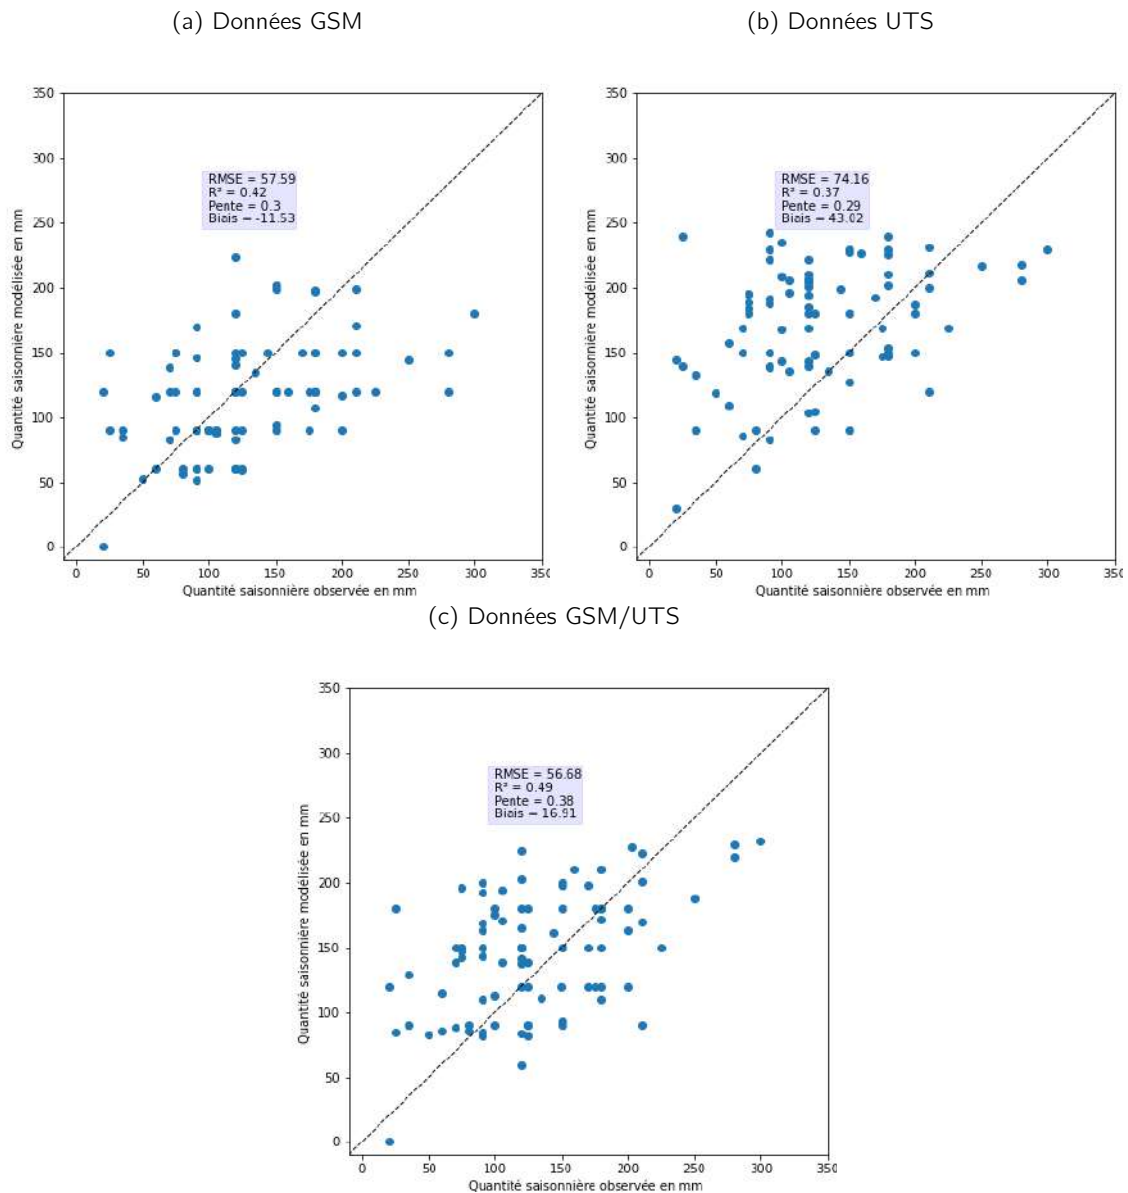 (a) Données GSM
(b) Données UTS
350
300
250
200
150
100
50
0
Quantité saisonnière modélisée en mm
RMSE = 57.59
R² = 0.42
Pente = 0.3
Biais = -11.53
0 50 100 150 200 250 300 350
Quantité saisonnière observée en mm
350
300
250
200
150
100
50
0
Quantité saisonnière modélisée en mm
RMSE = 74.16
R² = 0.37
Pente = 0.29
Biais = 43.02
0 50 100 150 200 250 300 350
Quantité saisonnière observée en mm
(c) Données GSM/UTS
350
300
250
200
150
100
50
0
Quantité saisonnière modélisée en mm
RMSE = 56.68
R² = 0.49
Pente = 0.38
Biais = 16.91
0 50 100 150 200 250 300 350
Quantité saisonnière observée en mm